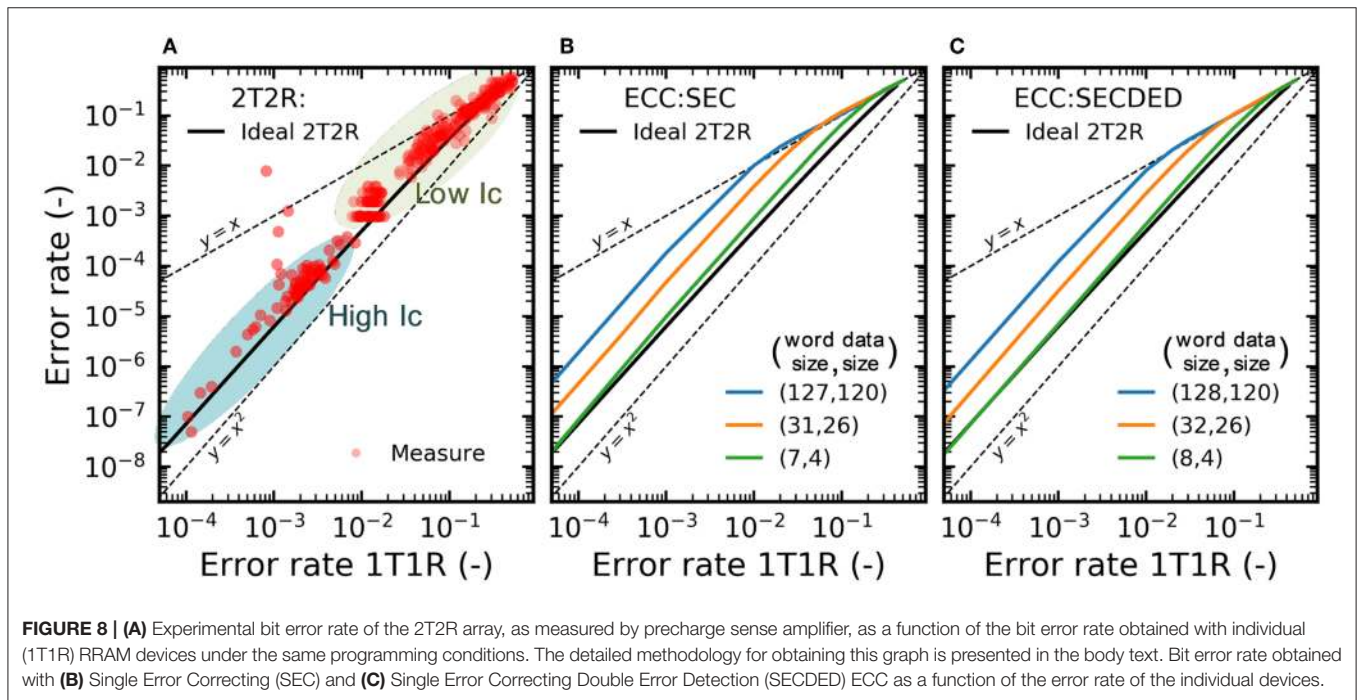 A
B
C
2T2R:
Ideal 2T2R
Low Ic
High Ic
Measure
y = x
y = x²
ECC:SEC
Ideal 2T2R
y = x
y = x²
(word size, data size)
(127,120)
(31,26)
(7,4)
ECC:SECDED
Ideal 2T2R
y = x
y = x²
(word size, data size)
(128,120)
(32,26)
(8,4)
Error rate (-)
10⁻¹
10⁻²
10⁻³
10⁻⁴
10⁻⁵
10⁻⁶
10⁻⁷
10⁻⁸
10⁻⁴ 10⁻³ 10⁻² 10⁻¹
10⁻⁴ 10⁻³ 10⁻² 10⁻¹
10⁻⁴ 10⁻³ 10⁻² 10⁻¹
Error rate 1T1R (-)
Error rate 1T1R (-)
Error rate 1T1R (-)
FIGURE 8 | (A) Experimental bit error rate of the 2T2R array, as measured by precharge sense amplifier, as a function of the bit error rate obtained with individual
(1T1R) RRAM devices under the same programming conditions. The detailed methodology for obtaining this graph is presented in the body text. Bit error rate obtained
with (B) Single Error Correcting (SEC) and (C) Single Error Correcting Double Error Detection (SECDED) ECC as a function of the error rate of the individual devices.